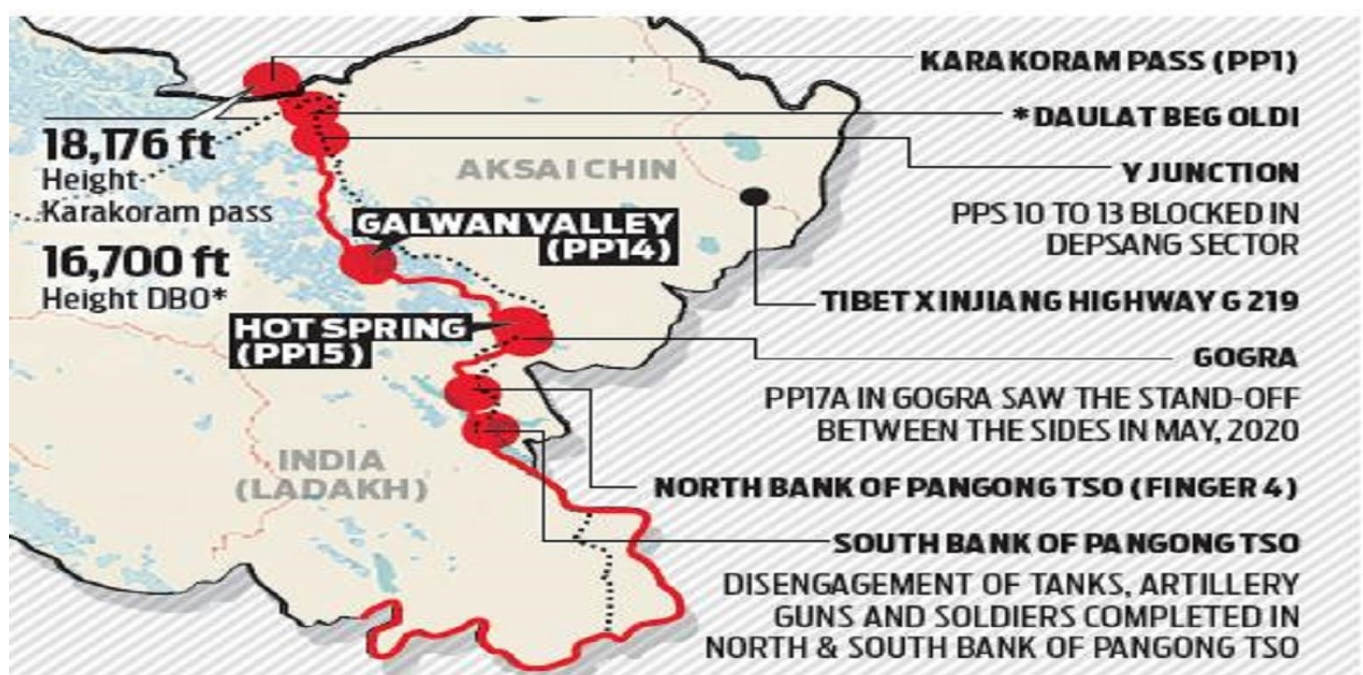 KARAKORAM PASS (PP1)
*DAULAT BEG OLDI
18,176 ft
Height
Karakoram pass
AKSAI CHIN
Y JUNCTION
PPS 10 TO 13 BLOCKED IN
DEPSANG SECTOR
GALWAN VALLEY
(PP14)
16,700 ft
Height DBO*
TIBET XINJIANG HIGHWAY G 219
HOT SPRING
(PP15)
GOGRA
PP17A IN GOGRA SAW THE STAND-OFF
BETWEEN THE SIDES IN MAY, 2020
INDIA
(LADAKH)
NORTH BANK OF PANGONG TSO (FINGER 4)
SOUTH BANK OF PANGONG TSO
DISENGAGEMENT OF TANKS, ARTILLERY
GUNS AND SOLDIERS COMPLETED IN
NORTH & SOUTH BANK OF PANGONG TSO